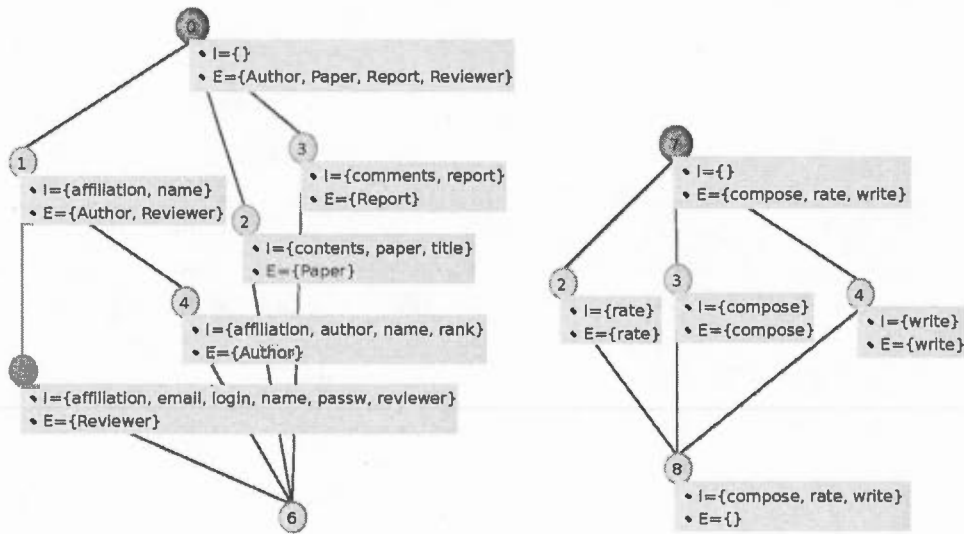 0
• I={}
• E={Author, Paper, Report, Reviewer}
1
• I={affiliation, name}
• E={Author, Reviewer}
3
• I={comments, report}
• E={Report}
2
• I={contents, paper, title}
• E={Paper}
4
• I={affiliation, author, name, rank}
• E={Author}
• I={affiliation, email, login, name, passw, reviewer}
• E={Reviewer}
6
7
• I={}
• E={compose, rate, write}
2
• I={rate}
• E={rate}
3
• I={compose}
• E={compose}
4
• I={write}
• E={write}
8
• I={compose, rate, write}
• E={}